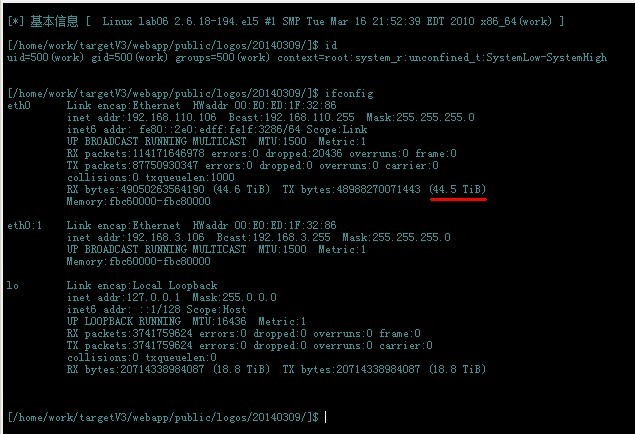 [*] 基本信息 [  Linux lab06 2.6.18-194.el5 #1 SMP Tue Mar 16 21:52:39 EDT 2010 x86_64(work) ]
[/home/work/targetV3/webapp/public/logos/20140309/]$ id
uid=500(work) gid=500(work) groups=500(work) context=root:system_r:unconfined_t:SystemLow-SystemHigh
[/home/work/targetV3/webapp/public/logos/20140309/]$ ifconfig
eth0      Link encap:Ethernet  HWaddr 00:E0:ED:1F:32:86
inet addr:192.168.110.106  Bcast:192.168.110.255  Mask:255.255.255.0
inet6 addr: fe80::2e0:edff:fe1f:3286/64 Scope:Link
UP BROADCAST RUNNING MULTICAST  MTU:1500  Metric:1
RX packets:114171646978 errors:0 dropped:20436 overruns:0 frame:0
TX packets:87750930347 errors:0 dropped:0 overruns:0 carrier:0
collisions:0 txqueuelen:1000
RX bytes:49050263564190 (44.6 TiB)  TX bytes:48988270071443 (44.5 TiB)
Memory:fbc60000-fbc80000
eth0:1    Link encap:Ethernet  HWaddr 00:E0:ED:1F:32:86
inet addr:192.168.3.106  Bcast:192.168.3.255  Mask:255.255.255.0
UP BROADCAST RUNNING MULTICAST  MTU:1500  Metric:1
Memory:fbc60000-fbc80000
lo        Link encap:Local Loopback
inet addr:127.0.0.1  Mask:255.0.0.0
inet6 addr: ::1/128 Scope:Host
UP LOOPBACK RUNNING  MTU:16436  Metric:1
RX packets:3741759624 errors:0 dropped:0 overruns:0 frame:0
TX packets:3741759624 errors:0 dropped:0 overruns:0 carrier:0
collisions:0 txqueuelen:0
RX bytes:20714338984087 (18.8 TiB)  TX bytes:20714338984087 (18.8 TiB)
[/home/work/targetV3/webapp/public/logos/20140309/]$